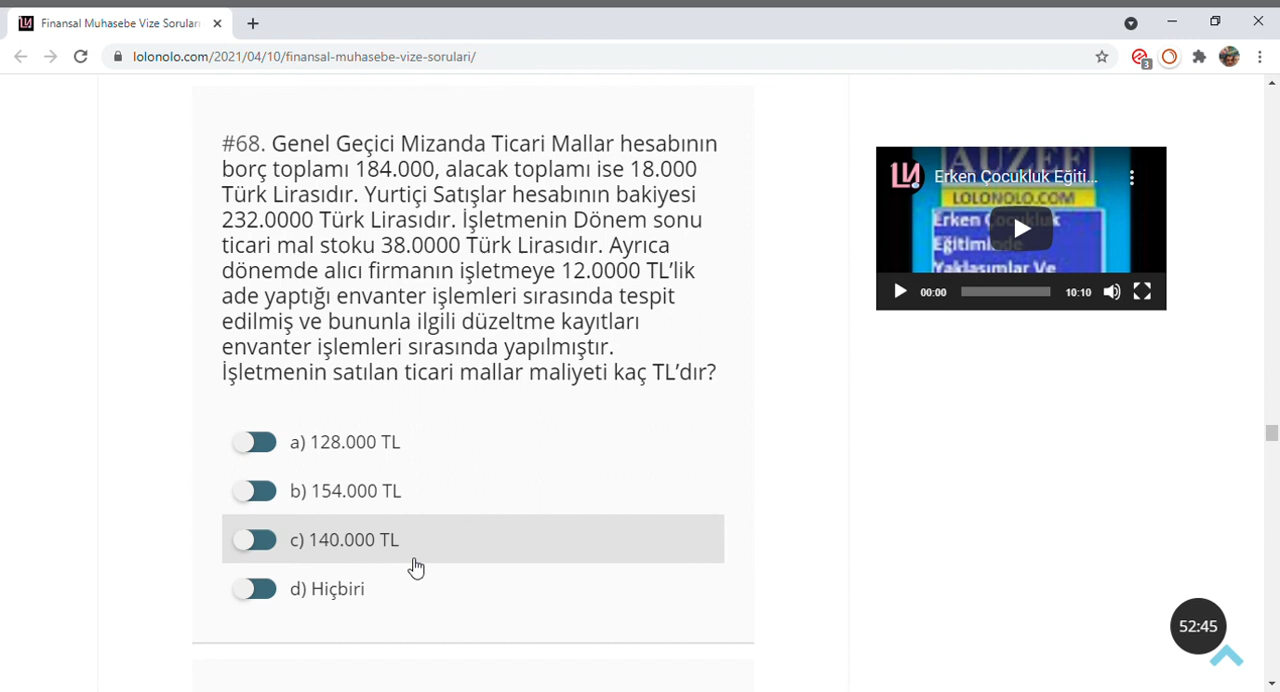 Finansal Muhasebe Vize Soruları
lolonolo.com/2021/04/10/finansal-muhasebe-vize-sorulari/
3
#68. Genel Geçici Mizanda Ticari Mallar hesabının
borç toplamı 184.000, alacak toplamı ise 18.000
Türk Lirasıdır. Yurtiçi Satışlar hesabının bakiyesi
232.0000 Türk Lirasıdır. İşletmenin Dönem sonu
ticari mal stoku 38.0000 Türk Lirasıdır. Ayrıca
dönemde alıcı firmanın işletmeye 12.0000 TL’lik
ade yaptığı envanter işlemleri sırasında tespit
edilmiş ve bununla ilgili düzeltme kayıtları
envanter işlemleri sırasında yapılmıştır.
İşletmenin satılan ticari mallar maliyeti kaç TL’dır?
a) 128.000 TL
b) 154.000 TL
c) 140.000 TL
d) Hiçbiri
AUZEF
Erken Çocukluk Eğiti...
LOLONOLO.COM
Erken Çocukluk
Eğitiminde
Yaklaşımlar Ve
00:00
10:10
52:45